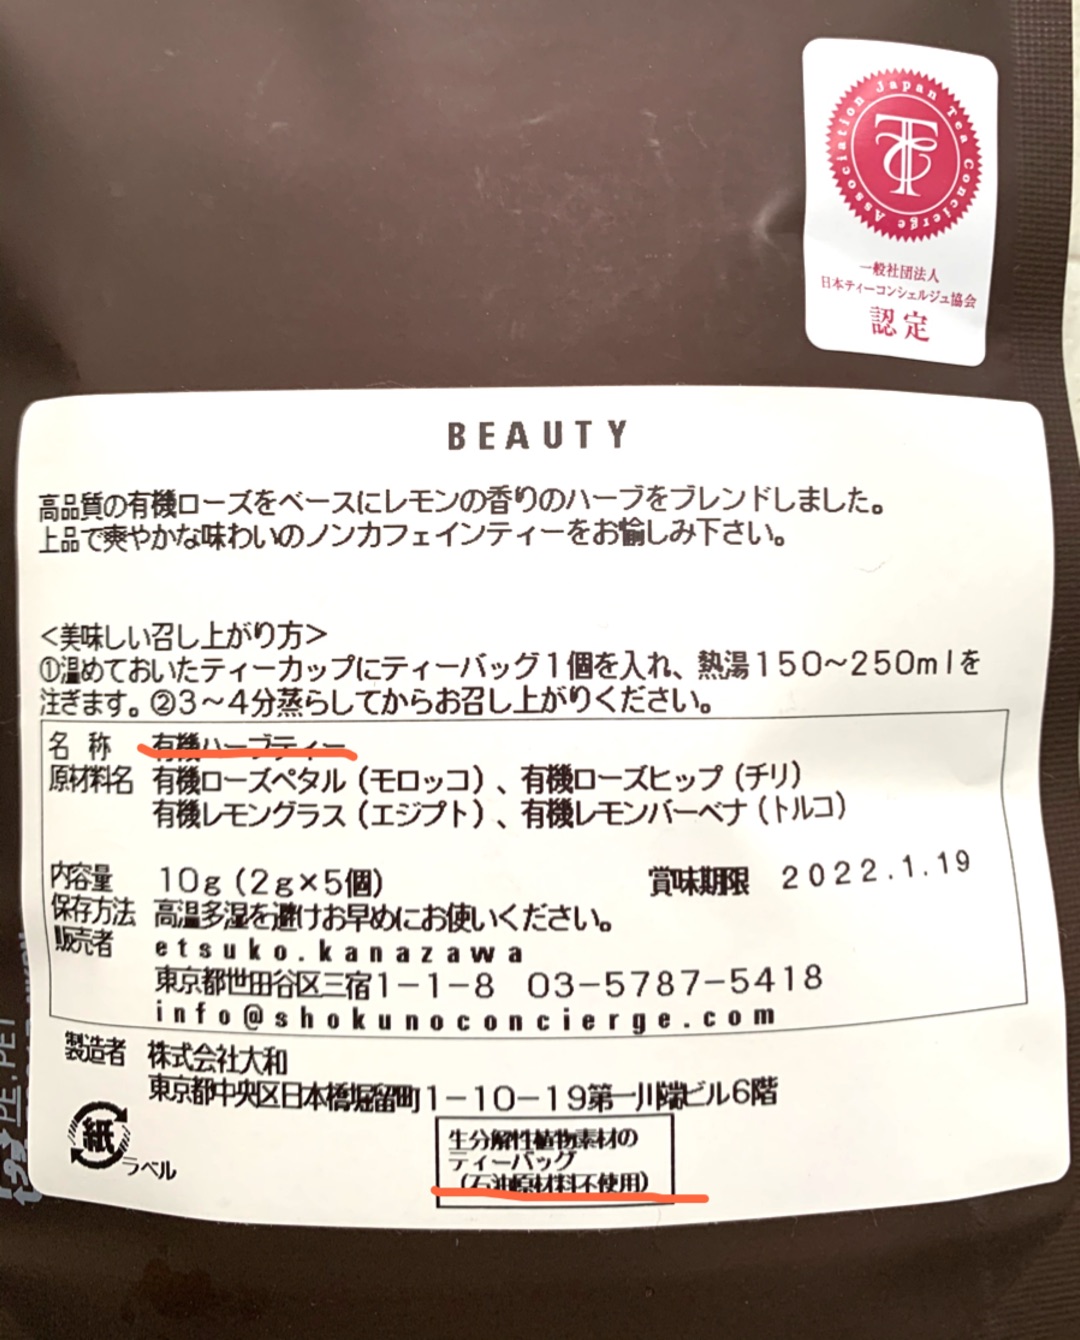 Japan Tea Concierge Association
一般社団法人
日本ティーコンシェルジュ協会
認定
BEAUTY
高品質の有機ローズをベースにレモンの香りのハーブをブレンドしました。
上品で爽やかな味わいのノンカフェインティーをお愉しみ下さい。
＜美味しい召し上がり方＞
①温めておいたティーカップにティーバッグ1個を入れ、熱湯150〜250mlを
注ぎます。②3〜4分蒸らしてからお召し上がりください。
名称 有機ハーブティー
原材料名 有機ローズペタル（モロッコ）、有機ローズヒップ（チリ）
有機レモングラス（エジプト）、有機レモンバーベナ（トルコ）
内容量 10g（2g×5個） 賞味期限 2022.1.19
保存方法 高温多湿を避けお早めにお使いください。
販売者 etsuko.kanazawa
東京都世田谷区三宿1－1－8 03－5787－5418
info@shokunoconcierge.com
製造者 株式会社大和
東京都中央区日本橋堀留町1－10－19第一川端ビル6階
紙
ラベル
生分解性植物素材の
ティーバッグ
（石油原材料不使用）
PE,PET